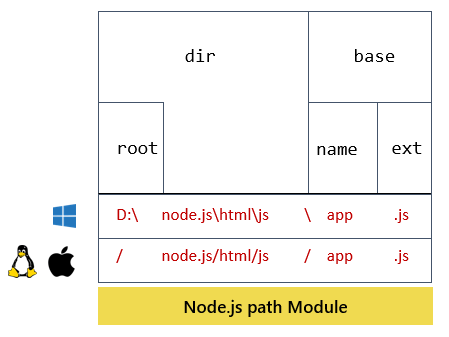 dir base
root name ext
D:\ node.js\html\js \ app .js
/ node.js/html/js / app .js
Node.js path Module